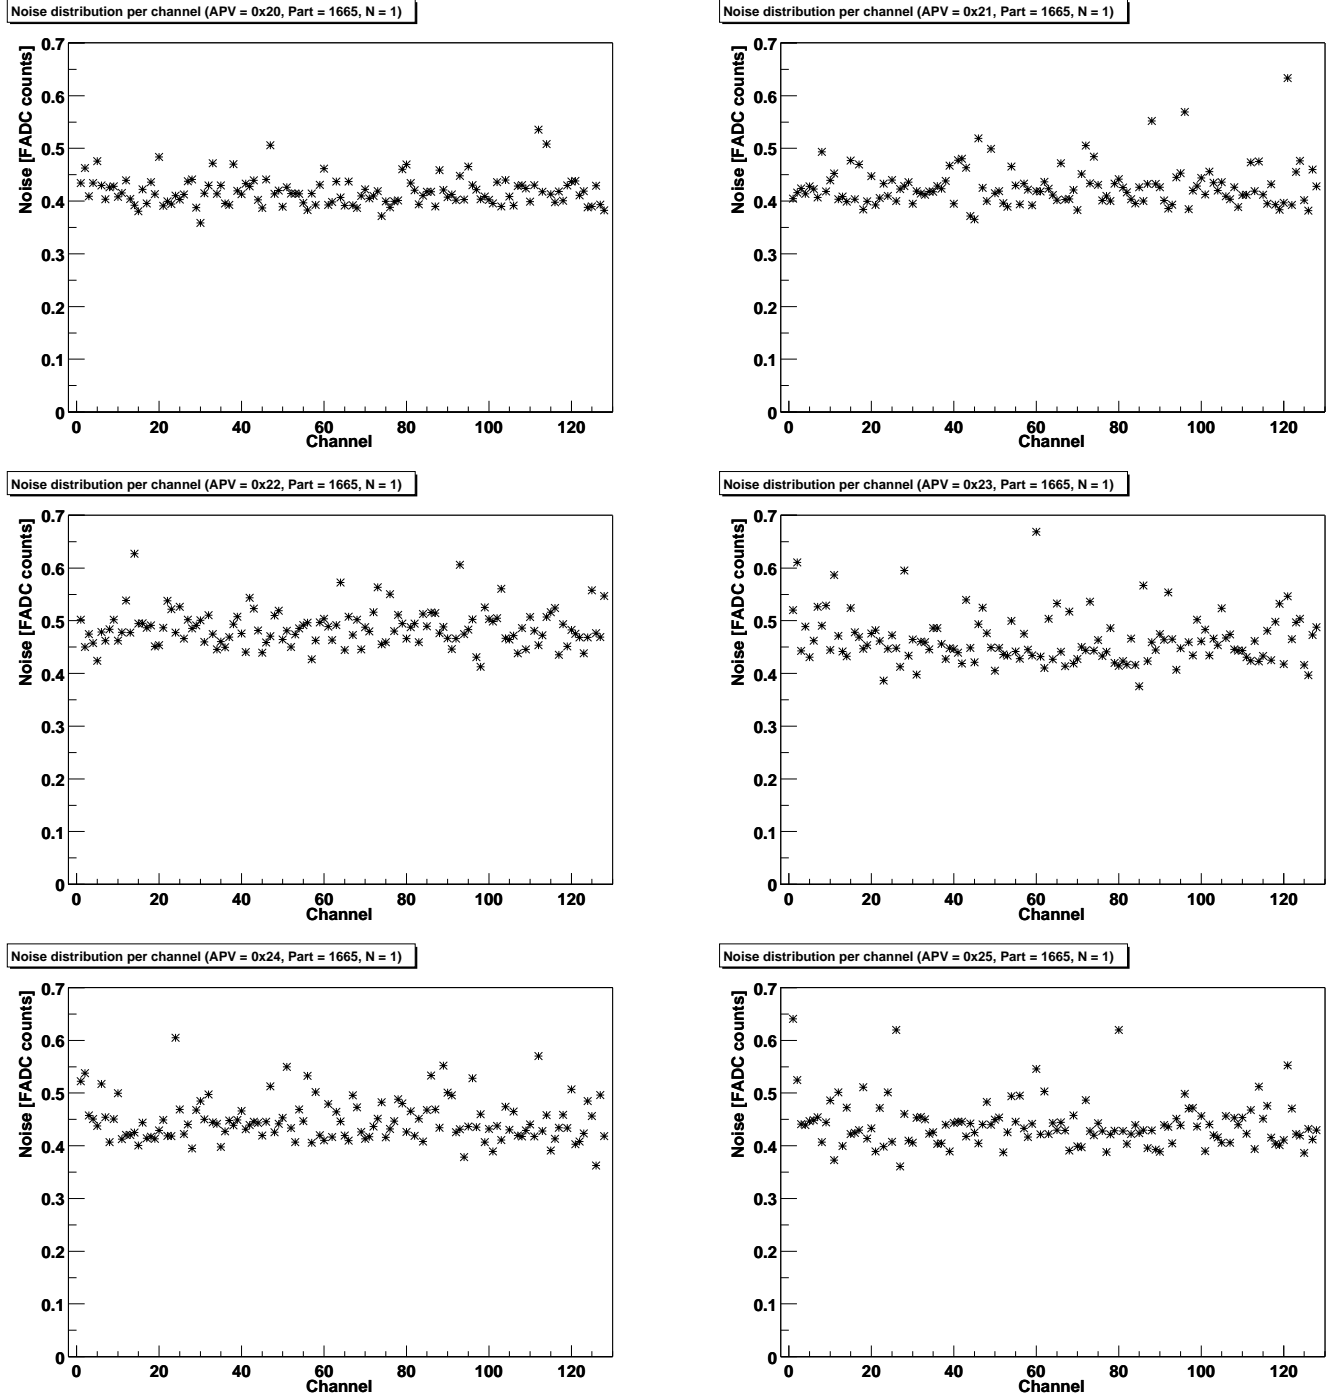 Noise distribution per channel (APV = 0x20, Part = 1665, N = 1)
Noise [FADC counts]
0.7
0.6
0.5
0.4
0.3
0.2
0.1
0
0 20 40 60 80 100 120
Channel
Noise distribution per channel (APV = 0x21, Part = 1665, N = 1)
Noise [FADC counts]
0.7
0.6
0.5
0.4
0.3
0.2
0.1
0
0 20 40 60 80 100 120
Channel
Noise distribution per channel (APV = 0x22, Part = 1665, N = 1)
Noise [FADC counts]
0.7
0.6
0.5
0.4
0.3
0.2
0.1
0
0 20 40 60 80 100 120
Channel
Noise distribution per channel (APV = 0x23, Part = 1665, N = 1)
Noise [FADC counts]
0.7
0.6
0.5
0.4
0.3
0.2
0.1
0
0 20 40 60 80 100 120
Channel
Noise distribution per channel (APV = 0x24, Part = 1665, N = 1)
Noise [FADC counts]
0.7
0.6
0.5
0.4
0.3
0.2
0.1
0
0 20 40 60 80 100 120
Channel
Noise distribution per channel (APV = 0x25, Part = 1665, N = 1)
Noise [FADC counts]
0.7
0.6
0.5
0.4
0.3
0.2
0.1
0
0 20 40 60 80 100 120
Channel